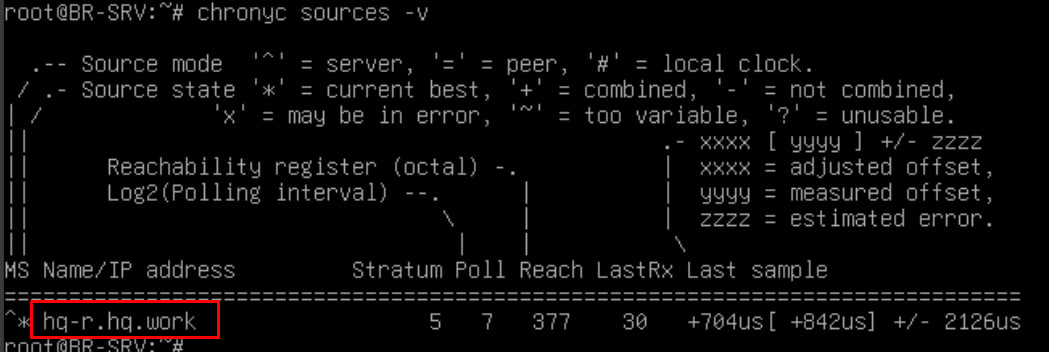 root@BR-SRV:~# chronyc sources -v

  .-- Source mode  '^' = server, '=' = peer, '#' = local clock.
 / .- Source state '*' = current best, '+' = combined, '-' = not combined,
| /             'x' = may be in error, '~' = too variable, '?' = unusable.
||                                                 .- xxxx [ yyyy ] +/- zzzz
||      Reachability register (octal) -.           |  xxxx = adjusted offset,
||      Log2(Polling interval) --.      |          |  yyyy = measured offset,
||                                \     |          |  zzzz = estimated error.
||                                 |    |           \
MS Name/IP address         Stratum Poll Reach LastRx Last sample
===============================================================================
^* hq-r.hq.work                  5   7   377    30   +704us[ +842us] +/- 2126us
root@BR-SRV:~#